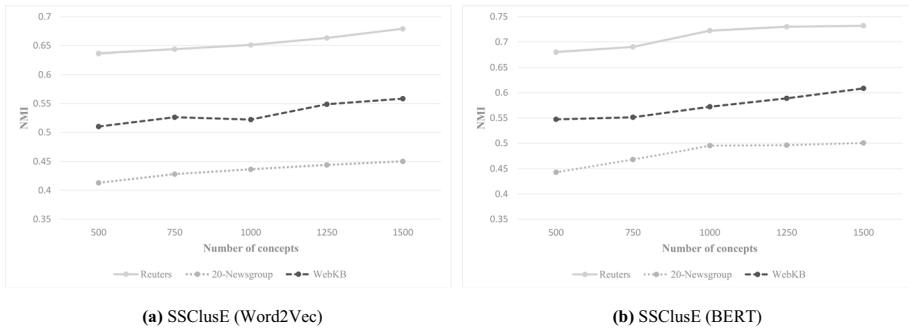 0.7
0.65
0.6
0.55
0.5
0.45
0.4
0.35
NMI
500 750 1000 1250 1500
Number of concepts
Reuters 20-Newsgroup WebKB
(a) SSClusE (Word2Vec)
0.75
0.7
0.65
0.6
0.55
0.5
0.45
0.4
0.35
NMI
500 750 1000 1250 1500
Number of concepts
Reuters 20-Newsgroup WebKB
(b) SSClusE (BERT)